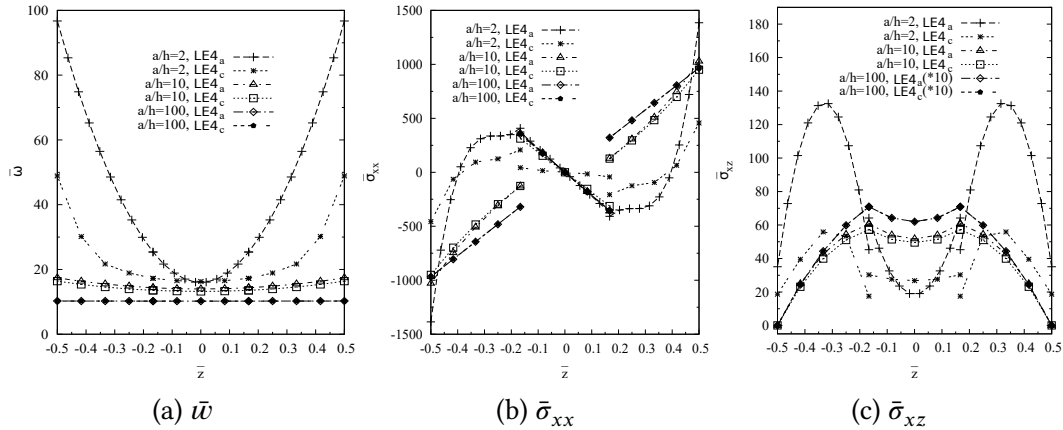 100
80
60
40
20
0
ω̄
-0.5 -0.4 -0.3 -0.2 -0.1 0 0.1 0.2 0.3 0.4 0.5
z̄
a/h=2, LE4a
a/h=2, LE4c
a/h=10, LE4a
a/h=10, LE4c
a/h=100, LE4a
a/h=100, LE4c
(a) w̄
1500
1000
500
0
-500
-1000
-1500
σ̄xx
-0.5 -0.4 -0.3 -0.2 -0.1 0 0.1 0.2 0.3 0.4 0.5
z̄
a/h=2, LE4a
a/h=2, LE4c
a/h=10, LE4a
a/h=10, LE4c
a/h=100, LE4a
a/h=100, LE4c
(b) σ̄xx
180
160
140
120
100
80
60
40
20
0
σ̄xz
-0.5 -0.4 -0.3 -0.2 -0.1 0 0.1 0.2 0.3 0.4 0.5
z̄
a/h=2, LE4a
a/h=2, LE4c
a/h=10, LE4a
a/h=10, LE4c
a/h=100, LE4a(*10)
a/h=100, LE4c(*10)
(c) σ̄xz